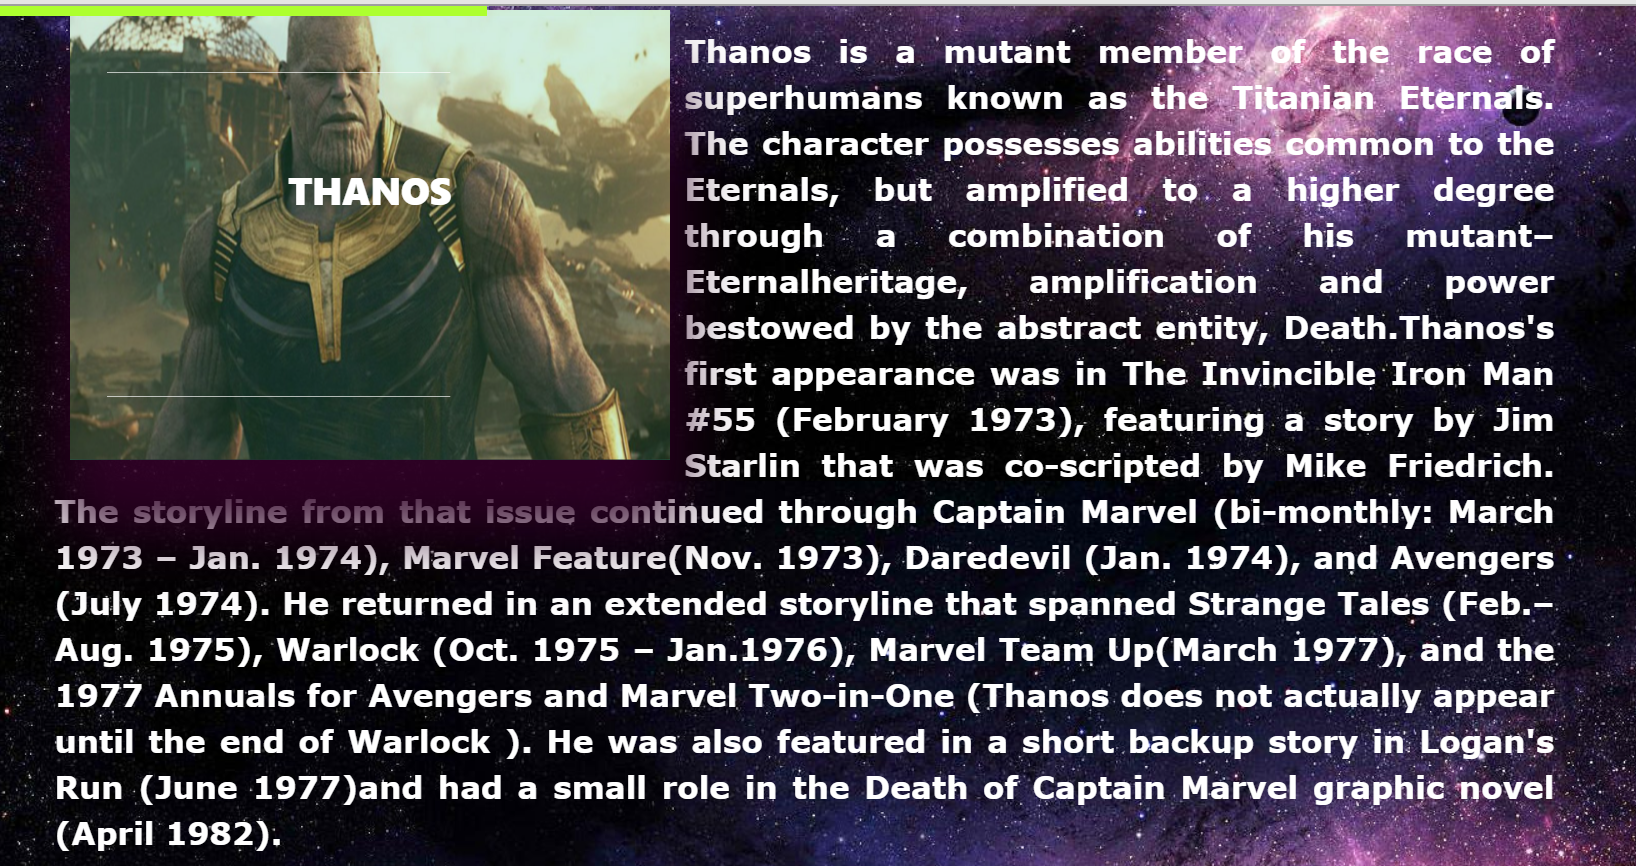 THANOS
Thanos is a mutant member of the race of
superhumans known as the Titanian Eternals.
The character possesses abilities common to the
Eternals, but amplified to a higher degree
through a combination of his mutant–
Eternalheritage, amplification and power
bestowed by the abstract entity, Death.Thanos's
first appearance was in The Invincible Iron Man
#55 (February 1973), featuring a story by Jim
Starlin that was co-scripted by Mike Friedrich.
The storyline from that issue continued through Captain Marvel (bi-monthly: March
1973 – Jan. 1974), Marvel Feature(Nov. 1973), Daredevil (Jan. 1974), and Avengers
(July 1974). He returned in an extended storyline that spanned Strange Tales (Feb.–
Aug. 1975), Warlock (Oct. 1975 – Jan.1976), Marvel Team Up(March 1977), and the
1977 Annuals for Avengers and Marvel Two-in-One (Thanos does not actually appear
until the end of Warlock ). He was also featured in a short backup story in Logan's
Run (June 1977)and had a small role in the Death of Captain Marvel graphic novel
(April 1982).